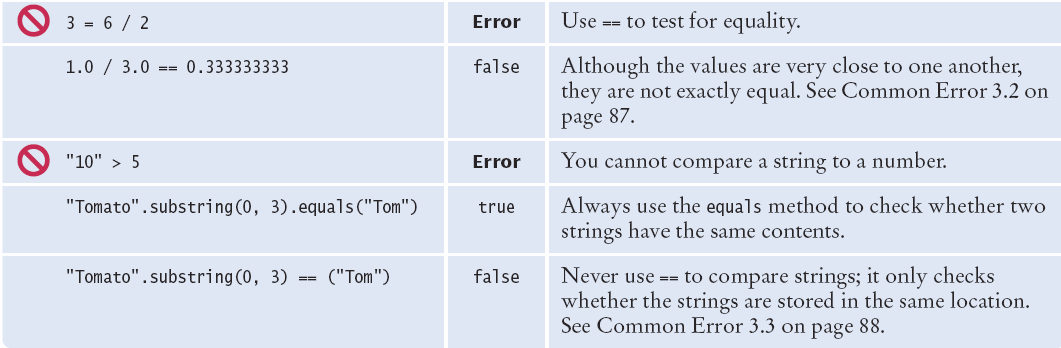 3 = 6 / 2 Error Use == to test for equality.
1.0 / 3.0 == 0.333333333 false Although the values are very close to one another,
they are not exactly equal. See Common Error 3.2 on
page 87.
"10" > 5 Error You cannot compare a string to a number.
"Tomato".substring(0, 3).equals("Tom") true Always use the equals method to check whether two
strings have the same contents.
"Tomato".substring(0, 3) == ("Tom") false Never use == to compare strings; it only checks
whether the strings are stored in the same location.
See Common Error 3.3 on page 88.